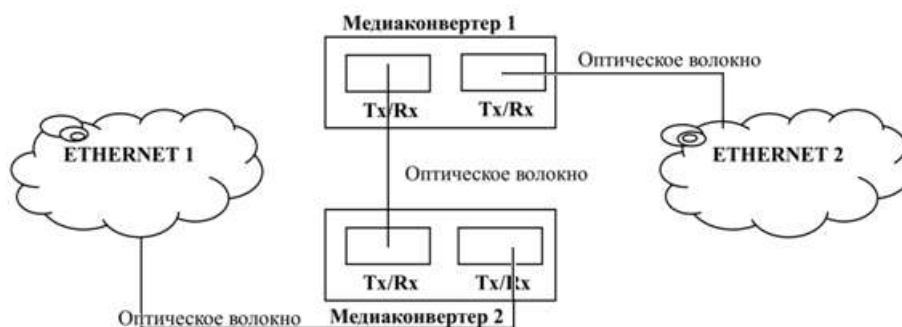 Медиаконвертер 1
Оптическое волокно
Tx/Rx Tx/Rx
ETHERNET 1
ETHERNET 2
Оптическое волокно
Tx/Rx Tx/Rx
Оптическое волокно
Медиаконвертер 2